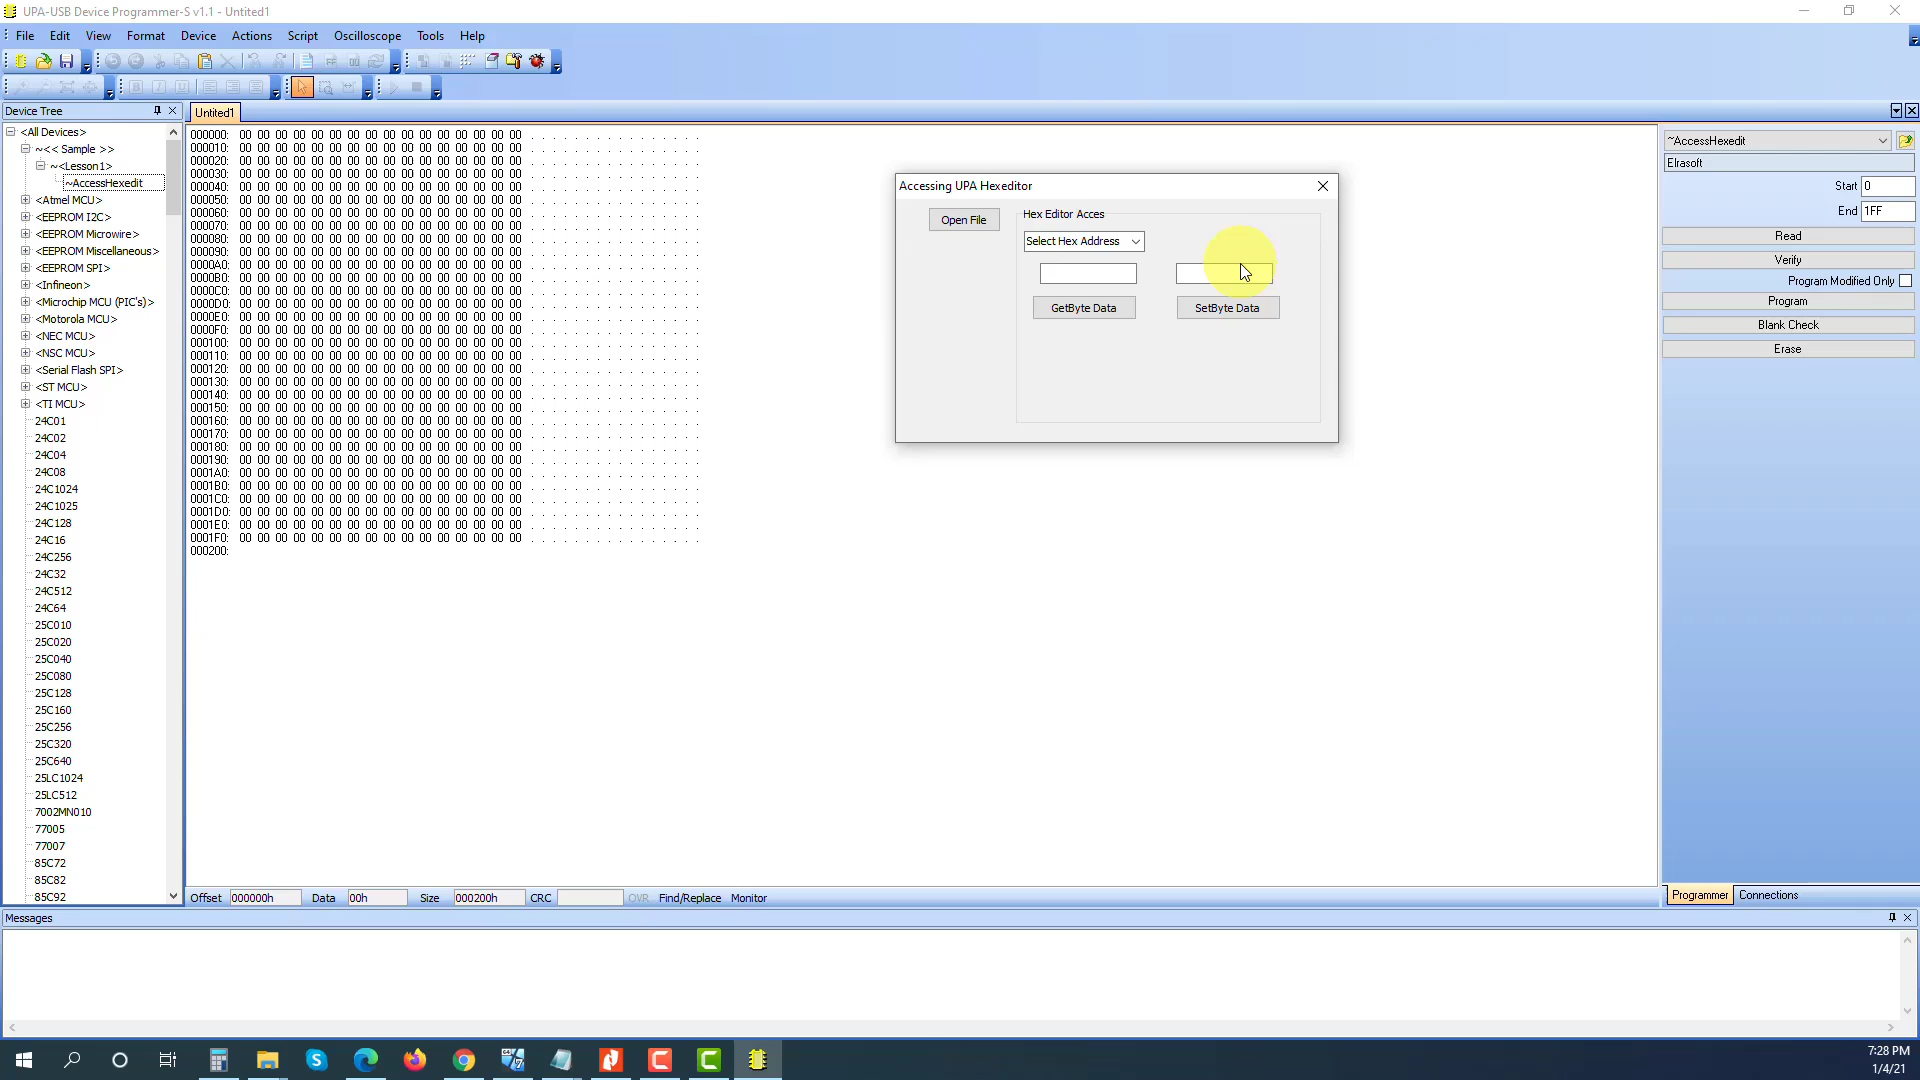 UPA-USB Device Programmer-S v1.1 - Untitled1
File Edit View Format Device Actions Script Oscilloscope Tools Help
Device Tree
<All Devices>
~<< Sample >>
~<Lesson1>
~AccessHexedit
<Atmel MCU>
<EEPROM I2C>
<EEPROM Microwire>
<EEPROM Miscellaneous>
<EEPROM SPI>
<Infineon>
<Microchip MCU (PIC's)>
<Motorola MCU>
<NEC MCU>
<NSC MCU>
<Serial Flash SPI>
<ST MCU>
<TI MCU>
24C01
24C02
24C04
24C08
24C1024
24C1025
24C128
24C16
24C256
24C32
24C512
24C64
25C010
25C020
25C040
25C080
25C128
25C160
25C256
25C320
25C640
25LC1024
25LC512
7002MN010
77005
77007
85C72
85C82
85C92
Untitled1
000000: 00 00 00 00 00 00 00 00 00 00 00 00 00 00 00 00 . . . . . . . . . . . . . . . .
000010: 00 00 00 00 00 00 00 00 00 00 00 00 00 00 00 00 . . . . . . . . . . . . . . . .
000020: 00 00 00 00 00 00 00 00 00 00 00 00 00 00 00 00 . . . . . . . . . . . . . . . .
000030: 00 00 00 00 00 00 00 00 00 00 00 00 00 00 00 00 . . . . . . . . . . . . . . . .
000040: 00 00 00 00 00 00 00 00 00 00 00 00 00 00 00 00 . . . . . . . . . . . . . . . .
000050: 00 00 00 00 00 00 00 00 00 00 00 00 00 00 00 00 . . . . . . . . . . . . . . . .
000060: 00 00 00 00 00 00 00 00 00 00 00 00 00 00 00 00 . . . . . . . . . . . . . . . .
000070: 00 00 00 00 00 00 00 00 00 00 00 00 00 00 00 00 . . . . . . . . . . . . . . . .
000080: 00 00 00 00 00 00 00 00 00 00 00 00 00 00 00 00 . . . . . . . . . . . . . . . .
000090: 00 00 00 00 00 00 00 00 00 00 00 00 00 00 00 00 . . . . . . . . . . . . . . . .
0000A0: 00 00 00 00 00 00 00 00 00 00 00 00 00 00 00 00 . . . . . . . . . . . . . . . .
0000B0: 00 00 00 00 00 00 00 00 00 00 00 00 00 00 00 00 . . . . . . . . . . . . . . . .
0000C0: 00 00 00 00 00 00 00 00 00 00 00 00 00 00 00 00 . . . . . . . . . . . . . . . .
0000D0: 00 00 00 00 00 00 00 00 00 00 00 00 00 00 00 00 . . . . . . . . . . . . . . . .
0000E0: 00 00 00 00 00 00 00 00 00 00 00 00 00 00 00 00 . . . . . . . . . . . . . . . .
0000F0: 00 00 00 00 00 00 00 00 00 00 00 00 00 00 00 00 . . . . . . . . . . . . . . . .
000100: 00 00 00 00 00 00 00 00 00 00 00 00 00 00 00 00 . . . . . . . . . . . . . . . .
000110: 00 00 00 00 00 00 00 00 00 00 00 00 00 00 00 00 . . . . . . . . . . . . . . . .
000120: 00 00 00 00 00 00 00 00 00 00 00 00 00 00 00 00 . . . . . . . . . . . . . . . .
000130: 00 00 00 00 00 00 00 00 00 00 00 00 00 00 00 00 . . . . . . . . . . . . . . . .
000140: 00 00 00 00 00 00 00 00 00 00 00 00 00 00 00 00 . . . . . . . . . . . . . . . .
000150: 00 00 00 00 00 00 00 00 00 00 00 00 00 00 00 00 . . . . . . . . . . . . . . . .
000160: 00 00 00 00 00 00 00 00 00 00 00 00 00 00 00 00 . . . . . . . . . . . . . . . .
000170: 00 00 00 00 00 00 00 00 00 00 00 00 00 00 00 00 . . . . . . . . . . . . . . . .
000180: 00 00 00 00 00 00 00 00 00 00 00 00 00 00 00 00 . . . . . . . . . . . . . . . .
000190: 00 00 00 00 00 00 00 00 00 00 00 00 00 00 00 00 . . . . . . . . . . . . . . . .
0001A0: 00 00 00 00 00 00 00 00 00 00 00 00 00 00 00 00 . . . . . . . . . . . . . . . .
0001B0: 00 00 00 00 00 00 00 00 00 00 00 00 00 00 00 00 . . . . . . . . . . . . . . . .
0001C0: 00 00 00 00 00 00 00 00 00 00 00 00 00 00 00 00 . . . . . . . . . . . . . . . .
0001D0: 00 00 00 00 00 00 00 00 00 00 00 00 00 00 00 00 . . . . . . . . . . . . . . . .
0001E0: 00 00 00 00 00 00 00 00 00 00 00 00 00 00 00 00 . . . . . . . . . . . . . . . .
0001F0: 00 00 00 00 00 00 00 00 00 00 00 00 00 00 00 00 . . . . . . . . . . . . . . . .
000200:
Accessing UPA Hexeditor
Open File
Hex Editor Acces
Select Hex Address
GetByte Data SetByte Data
~AccessHexedit
Elrasoft
Start 0
End 1FF
Read
Verify
Program Modified Only
Program
Blank Check
Erase
Programmer Connections
Offset 000000h Data 00h Size 000200h CRC OVR Find/Replace Monitor
Messages
7:28 PM
1/4/21